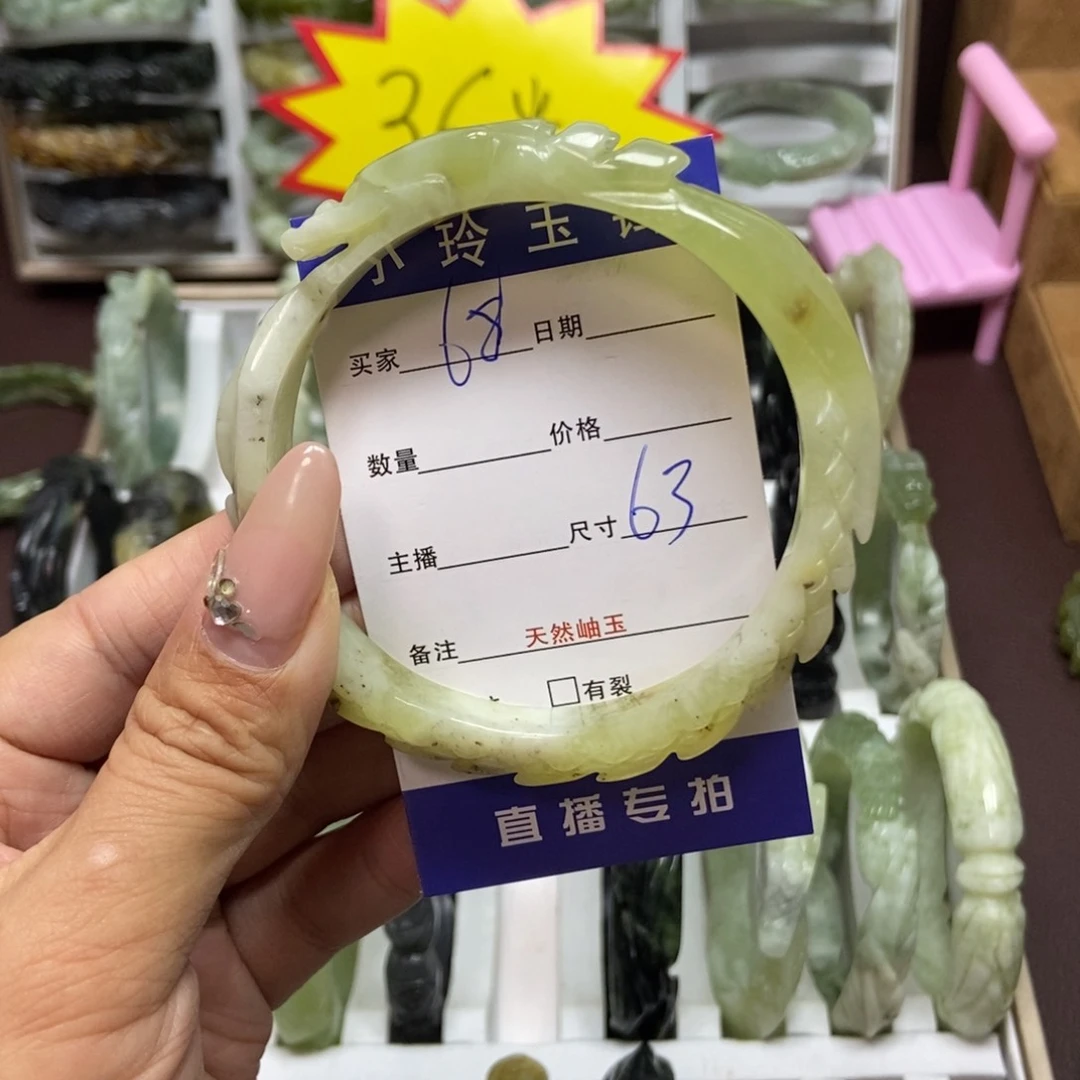 36
玲玉
买家 68 日期
数量 价格
主播 尺寸 63
备注 天然岫玉
□有裂
直播专拍